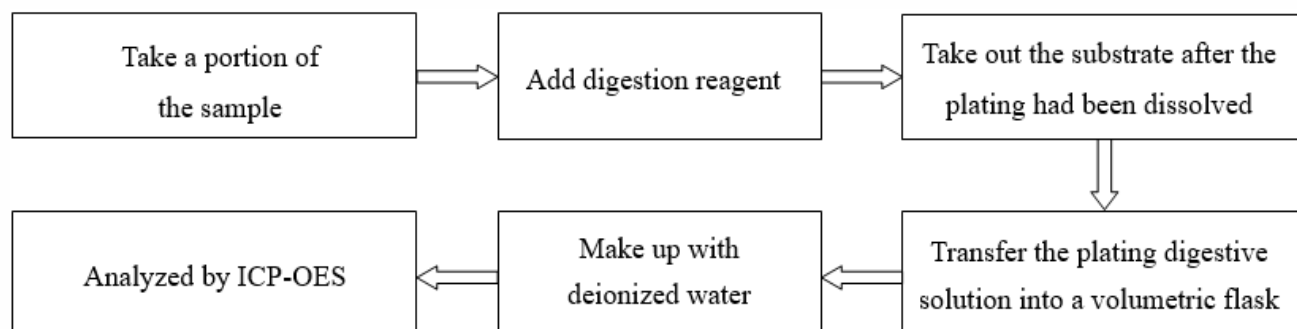 Take a portion of
the sample
Add digestion reagent
Take out the substrate after the
plating had been dissolved
Transfer the plating digestive
solution into a volumetric flask
Make up with
deionized water
Analyzed by ICP-OES